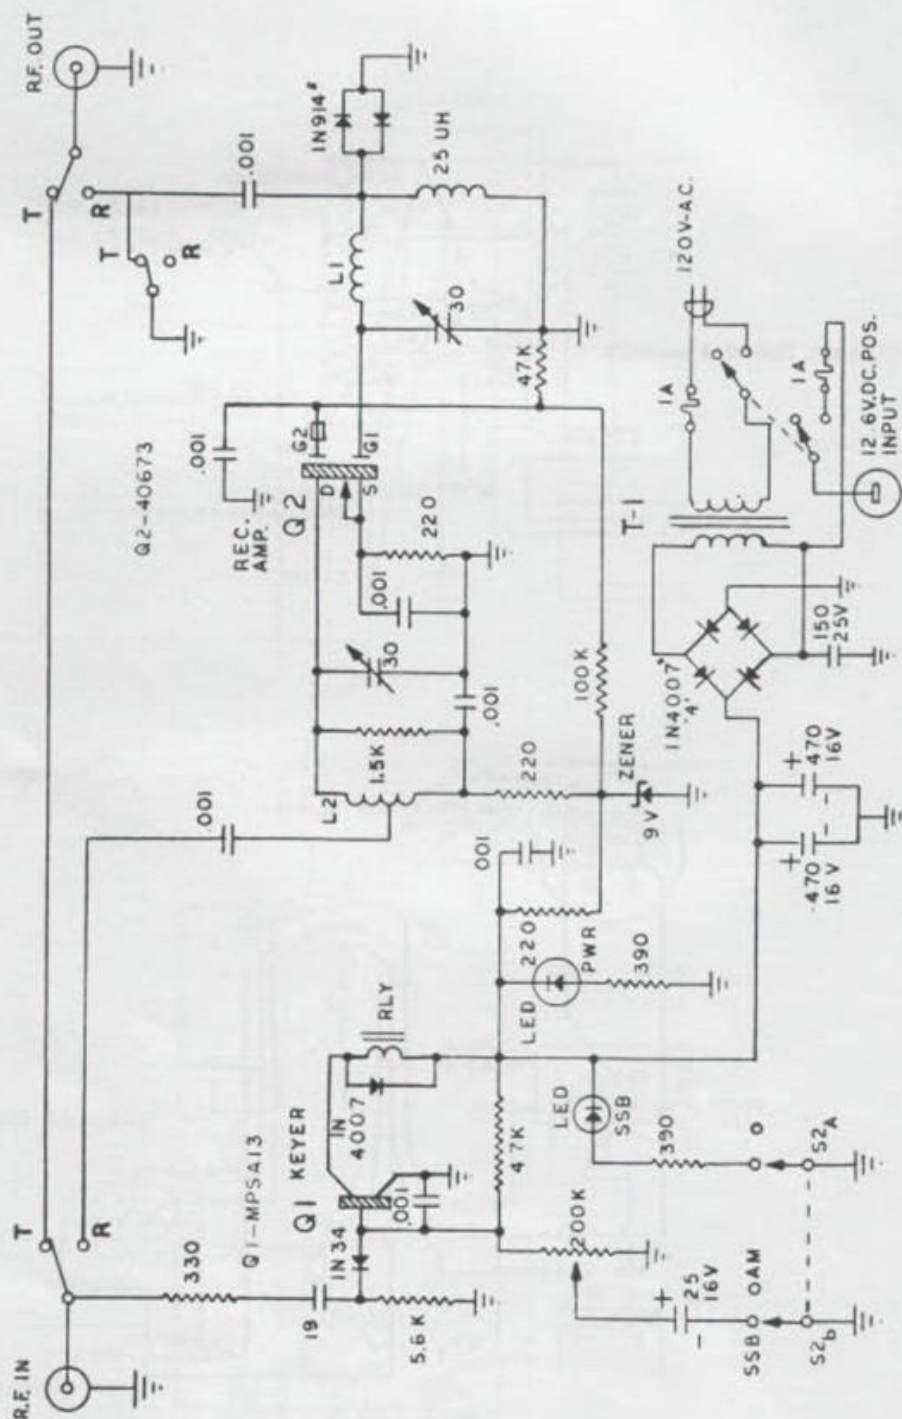 R.F. OUT
T
R
T
R
.001
1N914'S
25 UH
L1
30
47K
120V-A.C.
1A
1A
12.6V.DC.POS.
INPUT
.001
Q2-40673
REC.
AMP.
Q2
G2
G1
D
S
220
.001
30
1.5K
L2
.001
.001
220
100K
ZENER
9V
T-1
1N4007
'4'
150
25V
470
16V
+
-
470
16V
+
-
001
220
LED
PWR
390
RLY
IN
4007
KEYER
Q1
Q1-MPSA13
.001
1N34
47K
LED
SSB
390
O
S2A
200K
+
25
16V
-
SSB
OAM
S2b
5.6K
19
330
T
R
R.F. IN